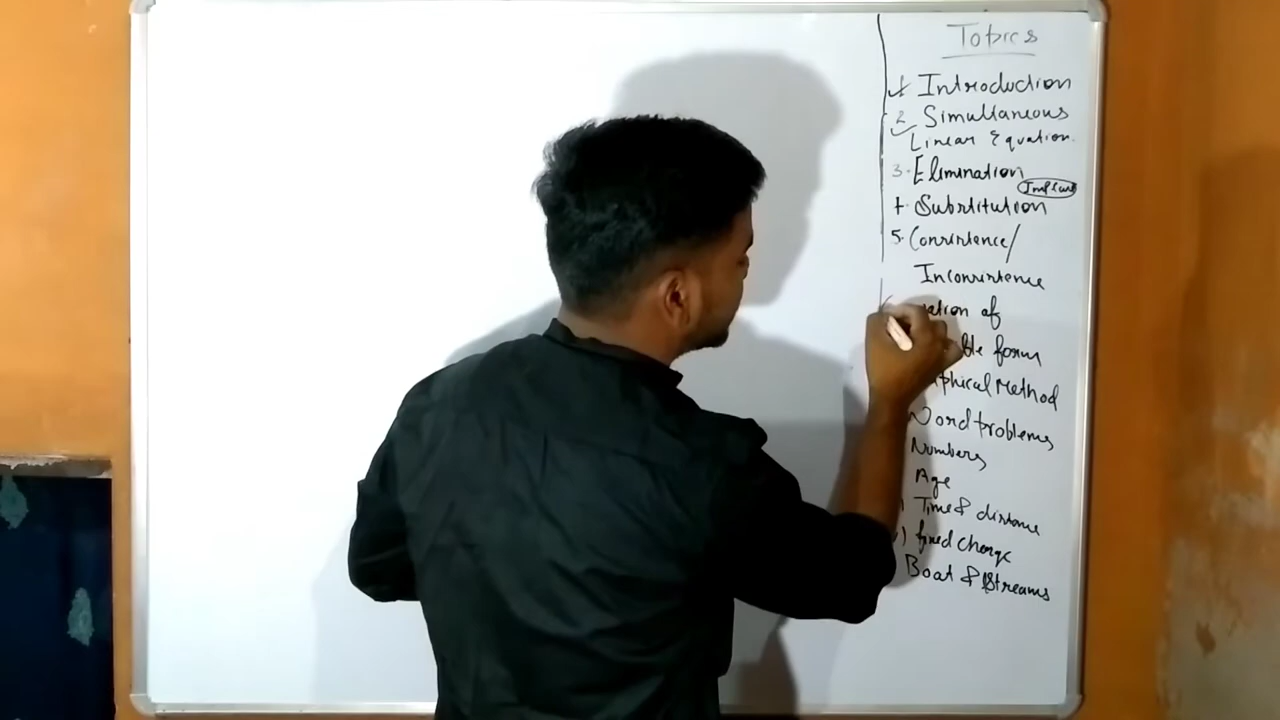 Topics
1 Introduction
2 Simultaneous
Linear Equation.
3. Elimination
4. Substitution
5. Consistence/
Inconsistence
of
form
Method
Word problems
Numbers
Age
) Time & distance
) fixed charge
Boat & Streams